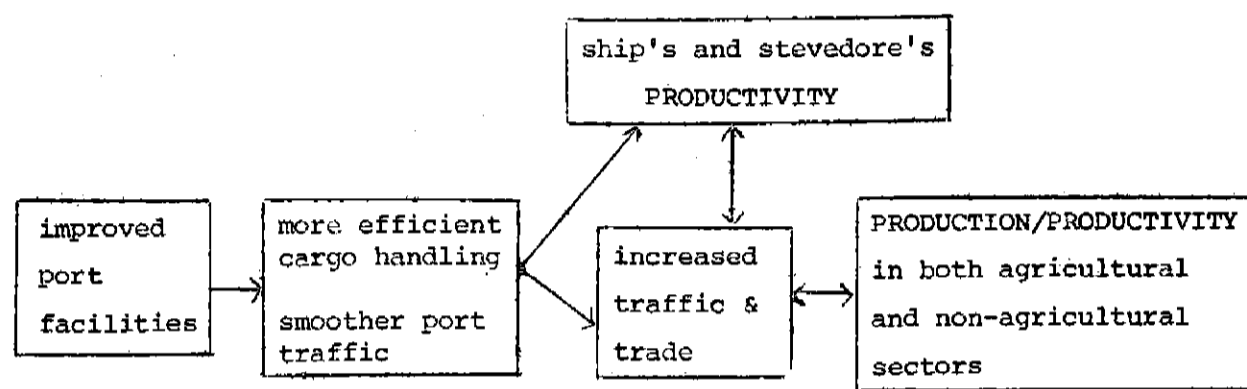 ship's and stevedore's
PRODUCTIVITY
improved
port
facilities
more efficient
cargo handling
smoother port
traffic
increased
traffic &
trade
PRODUCTION/PRODUCTIVITY
in both agricultural
and non-agricultural
sectors